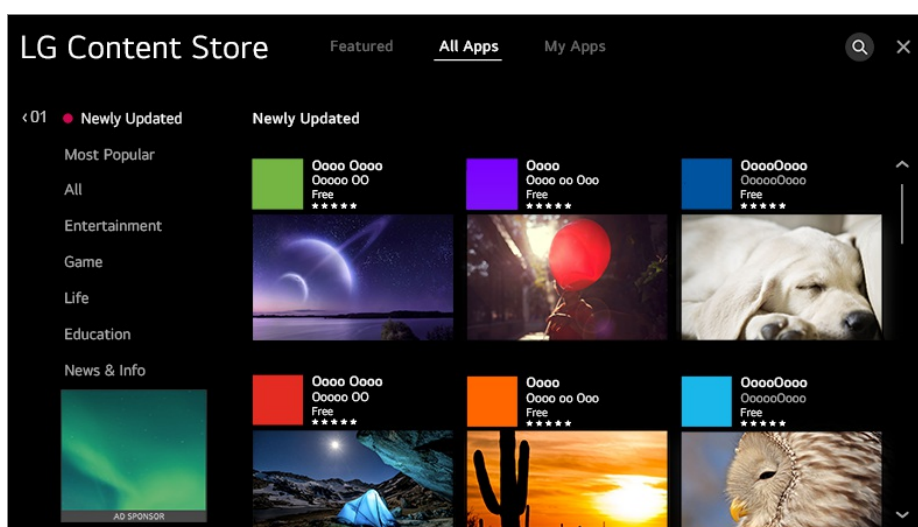 LG Content Store
Featured
All Apps
My Apps
‹01
Newly Updated
Most Popular
All
Entertainment
Game
Life
Education
News & Info
AD SPONSOR
Newly Updated
Oooo Oooo
Ooooo OO
Free
★★★★★
Oooo
Oooo oo Ooo
Free
★★★★★
OoooOooo
OooooOooo
Free
★★★★★
Oooo Oooo
Ooooo OO
Free
★★★★★
Oooo
Oooo oo Ooo
Free
★★★★★
OoooOooo
OooooOooo
Free
★★★★★